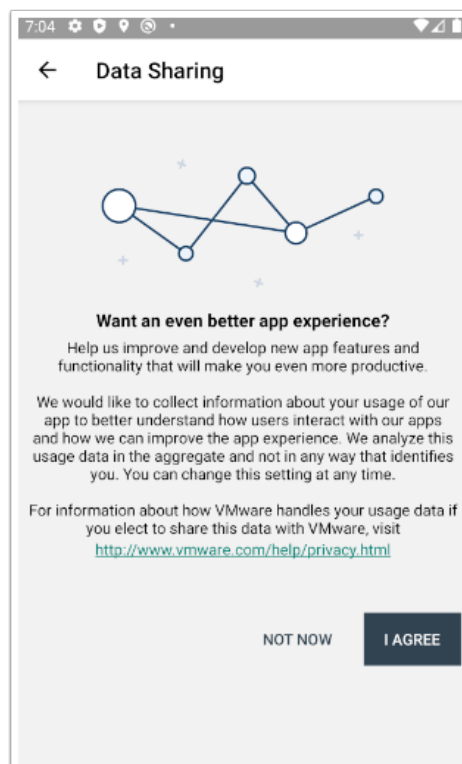 7:04
Data Sharing
Want an even better app experience?
Help us improve and develop new app features and
functionality that will make you even more productive.
We would like to collect information about your usage of our
app to better understand how users interact with our apps
and how we can improve the app experience. We analyze this
usage data in the aggregate and not in any way that identifies
you. You can change this setting at any time.
For information about how VMware handles your usage data if
you elect to share this data with VMware, visit
http://www.vmware.com/help/privacy.html
NOT NOW
I AGREE